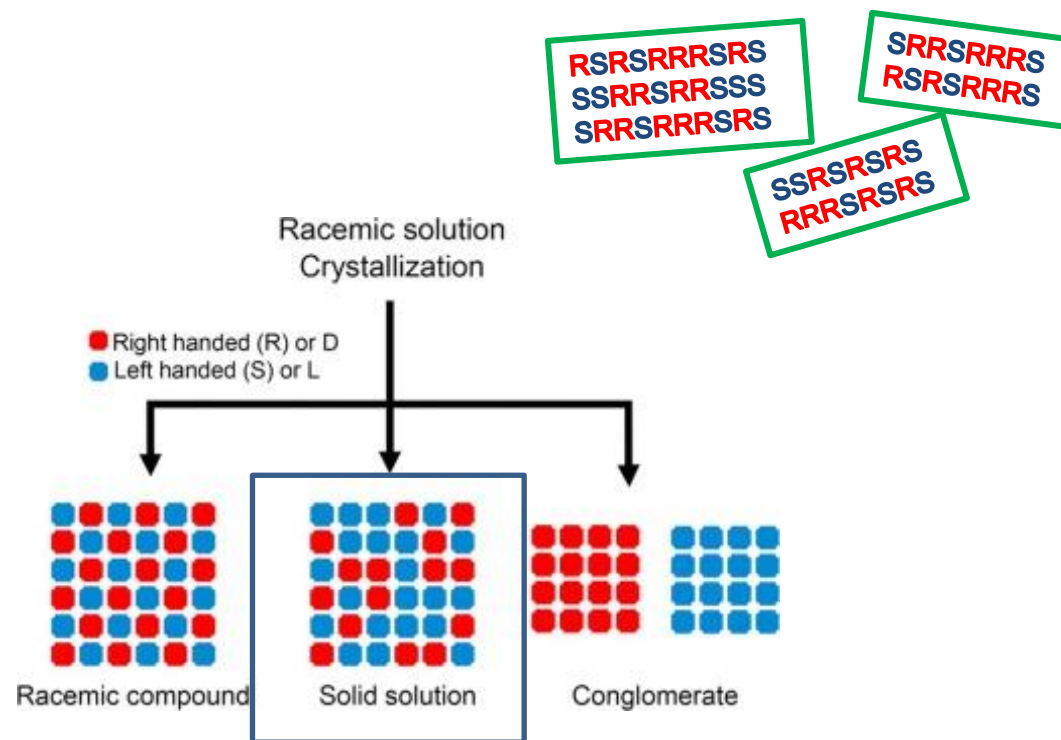 RSRSRRRSRS
SSRRSRRSSS
SRRSRRRSRS
SRRSRRRS
RSRSRRRS
SSRSRSRS
RRRSRSRS
Racemic solution
Crystallization
Right handed (R) or D
Left handed (S) or L
Racemic compound
Solid solution
Conglomerate